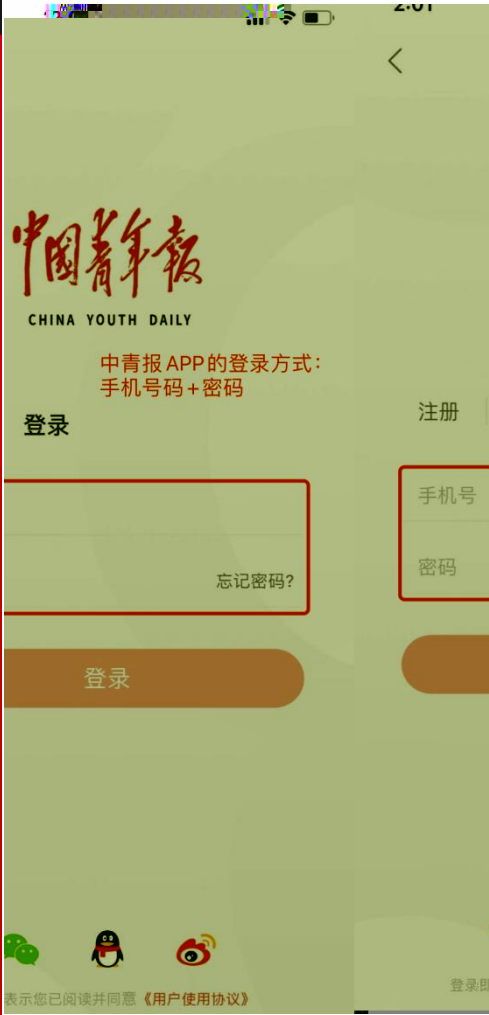 2:01
中国青年報
CHINA YOUTH DAILY
中青报APP的登录方式：
手机号码+密码
登录
忘记密码?
登录
表示您已阅读并同意《用户使用协议》
注册
手机号
密码
登录即